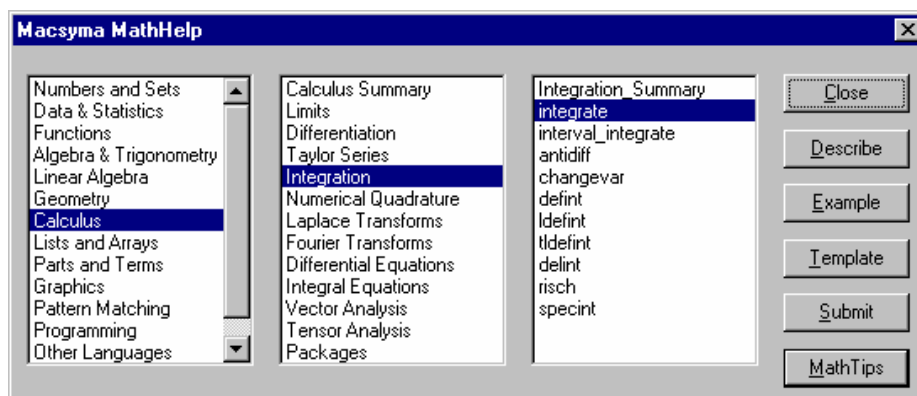 Macsyma MathHelp
Numbers and Sets
Data & Statistics
Functions
Algebra & Trigonometry
Linear Algebra
Geometry
Calculus
Lists and Arrays
Parts and Terms
Graphics
Pattern Matching
Programming
Other Languages
Calculus Summary
Limits
Differentiation
Taylor Series
Integration
Numerical Quadrature
Laplace Transforms
Fourier Transforms
Differential Equations
Integral Equations
Vector Analysis
Tensor Analysis
Packages
Integration_Summary
integrate
interval_integrate
antidiff
changevar
defint
ldefint
tldefint
delint
risch
specint
Close
Describe
Example
Template
Submit
MathTips